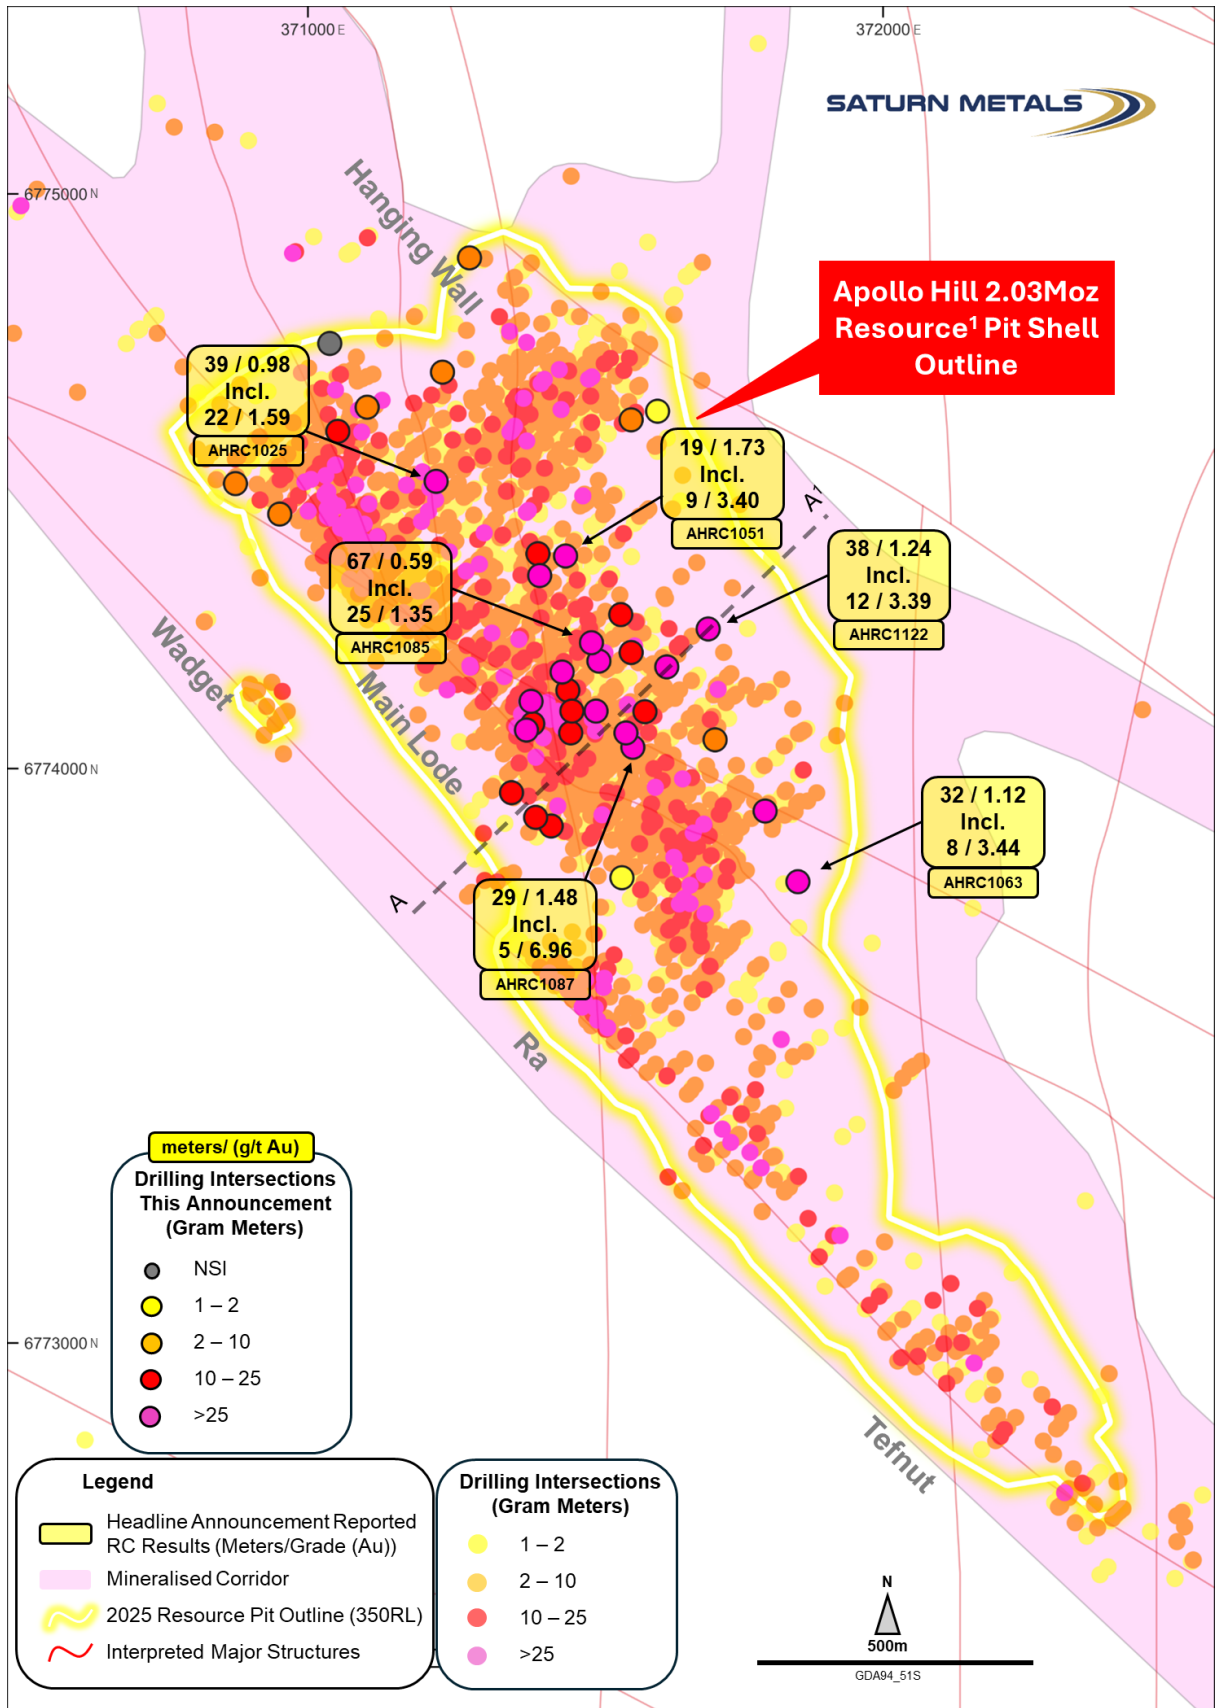 371000 E
372000 E
SATURN METALS
6775000 N
Hanging Wall
Apollo Hill 2.03Moz
Resource¹ Pit Shell
Outline
39 / 0.98
Incl.
22 / 1.59
AHRC1025
19 / 1.73
Incl.
9 / 3.40
AHRC1051
A¹
38 / 1.24
Incl.
12 / 3.39
AHRC1122
67 / 0.59
Incl.
25 / 1.35
AHRC1085
Wadget
Main Lode
6774000 N
32 / 1.12
Incl.
8 / 3.44
AHRC1063
A
29 / 1.48
Incl.
5 / 6.96
AHRC1087
Ra
meters/ (g/t Au)
Drilling Intersections
This Announcement
(Gram Meters)
NSI
1 – 2
2 – 10
10 – 25
>25
6773000 N
Tefnut
Legend
Headline Announcement Reported
RC Results (Meters/Grade (Au))
Mineralised Corridor
2025 Resource Pit Outline (350RL)
Interpreted Major Structures
Drilling Intersections
(Gram Meters)
1 – 2
2 – 10
10 – 25
>25
N
500m
GDA94_51S